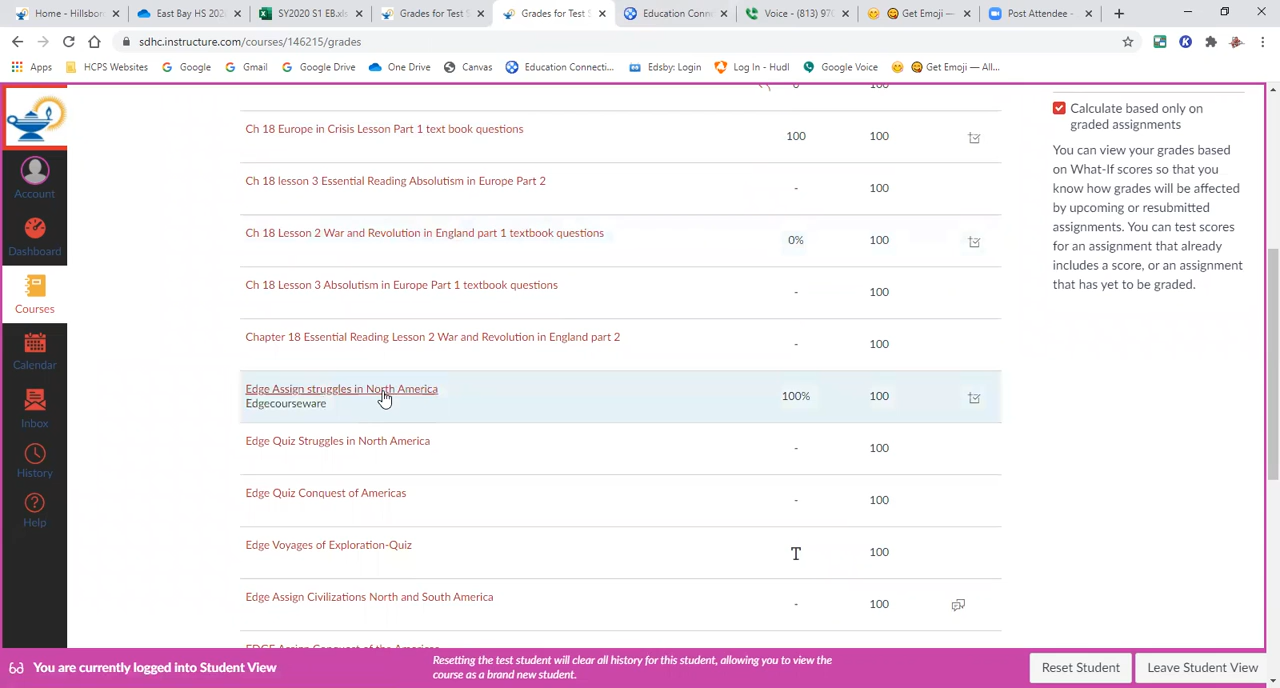 Home - Hillsbor
East Bay HS 202
SY2020 S1 EB.xls
Grades for Test S
Grades for Test S
Education Conn
Voice - (813) 970
Get Emoji —
Post Attendee -
sdhc.instructure.com/courses/146215/grades
Apps
HCPS Websites
Google
Gmail
Google Drive
One Drive
Canvas
Education Connecti...
Edsby: Login
Log In - Hudl
Google Voice
Get Emoji — All...
Account
Dashboard
Courses
Calendar
Inbox
History
Help
0 100
Ch 18 Europe in Crisis Lesson Part 1 text book questions 100 100
Ch 18 lesson 3 Essential Reading Absolutism in Europe Part 2 - 100
Ch 18 Lesson 2 War and Revolution in England part 1 textbook questions 0% 100
Ch 18 Lesson 3 Absolutism in Europe Part 1 textbook questions - 100
Chapter 18 Essential Reading Lesson 2 War and Revolution in England part 2 - 100
Edge Assign struggles in North America
Edgecourseware 100% 100
Edge Quiz Struggles in North America - 100
Edge Quiz Conquest of Americas - 100
Edge Voyages of Exploration-Quiz 100
Edge Assign Civilizations North and South America - 100
EDGE Assign Conquest of the Americas
Calculate based only on
graded assignments
You can view your grades based
on What-If scores so that you
know how grades will be affected
by upcoming or resubmitted
assignments. You can test scores
for an assignment that already
includes a score, or an assignment
that has yet to be graded.
You are currently logged into Student View
Resetting the test student will clear all history for this student, allowing you to view the
course as a brand new student.
Reset Student
Leave Student View